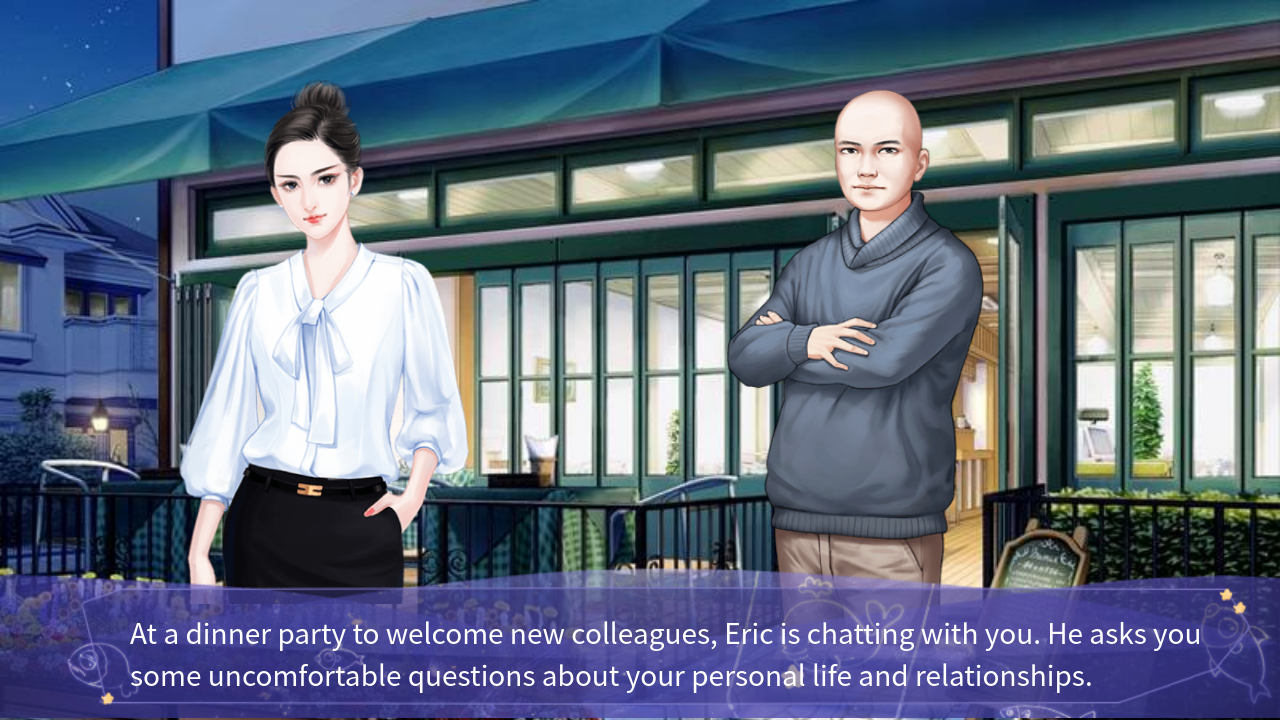 At a dinner party to welcome new colleagues, Eric is chatting with you. He asks you
some uncomfortable questions about your personal life and relationships.